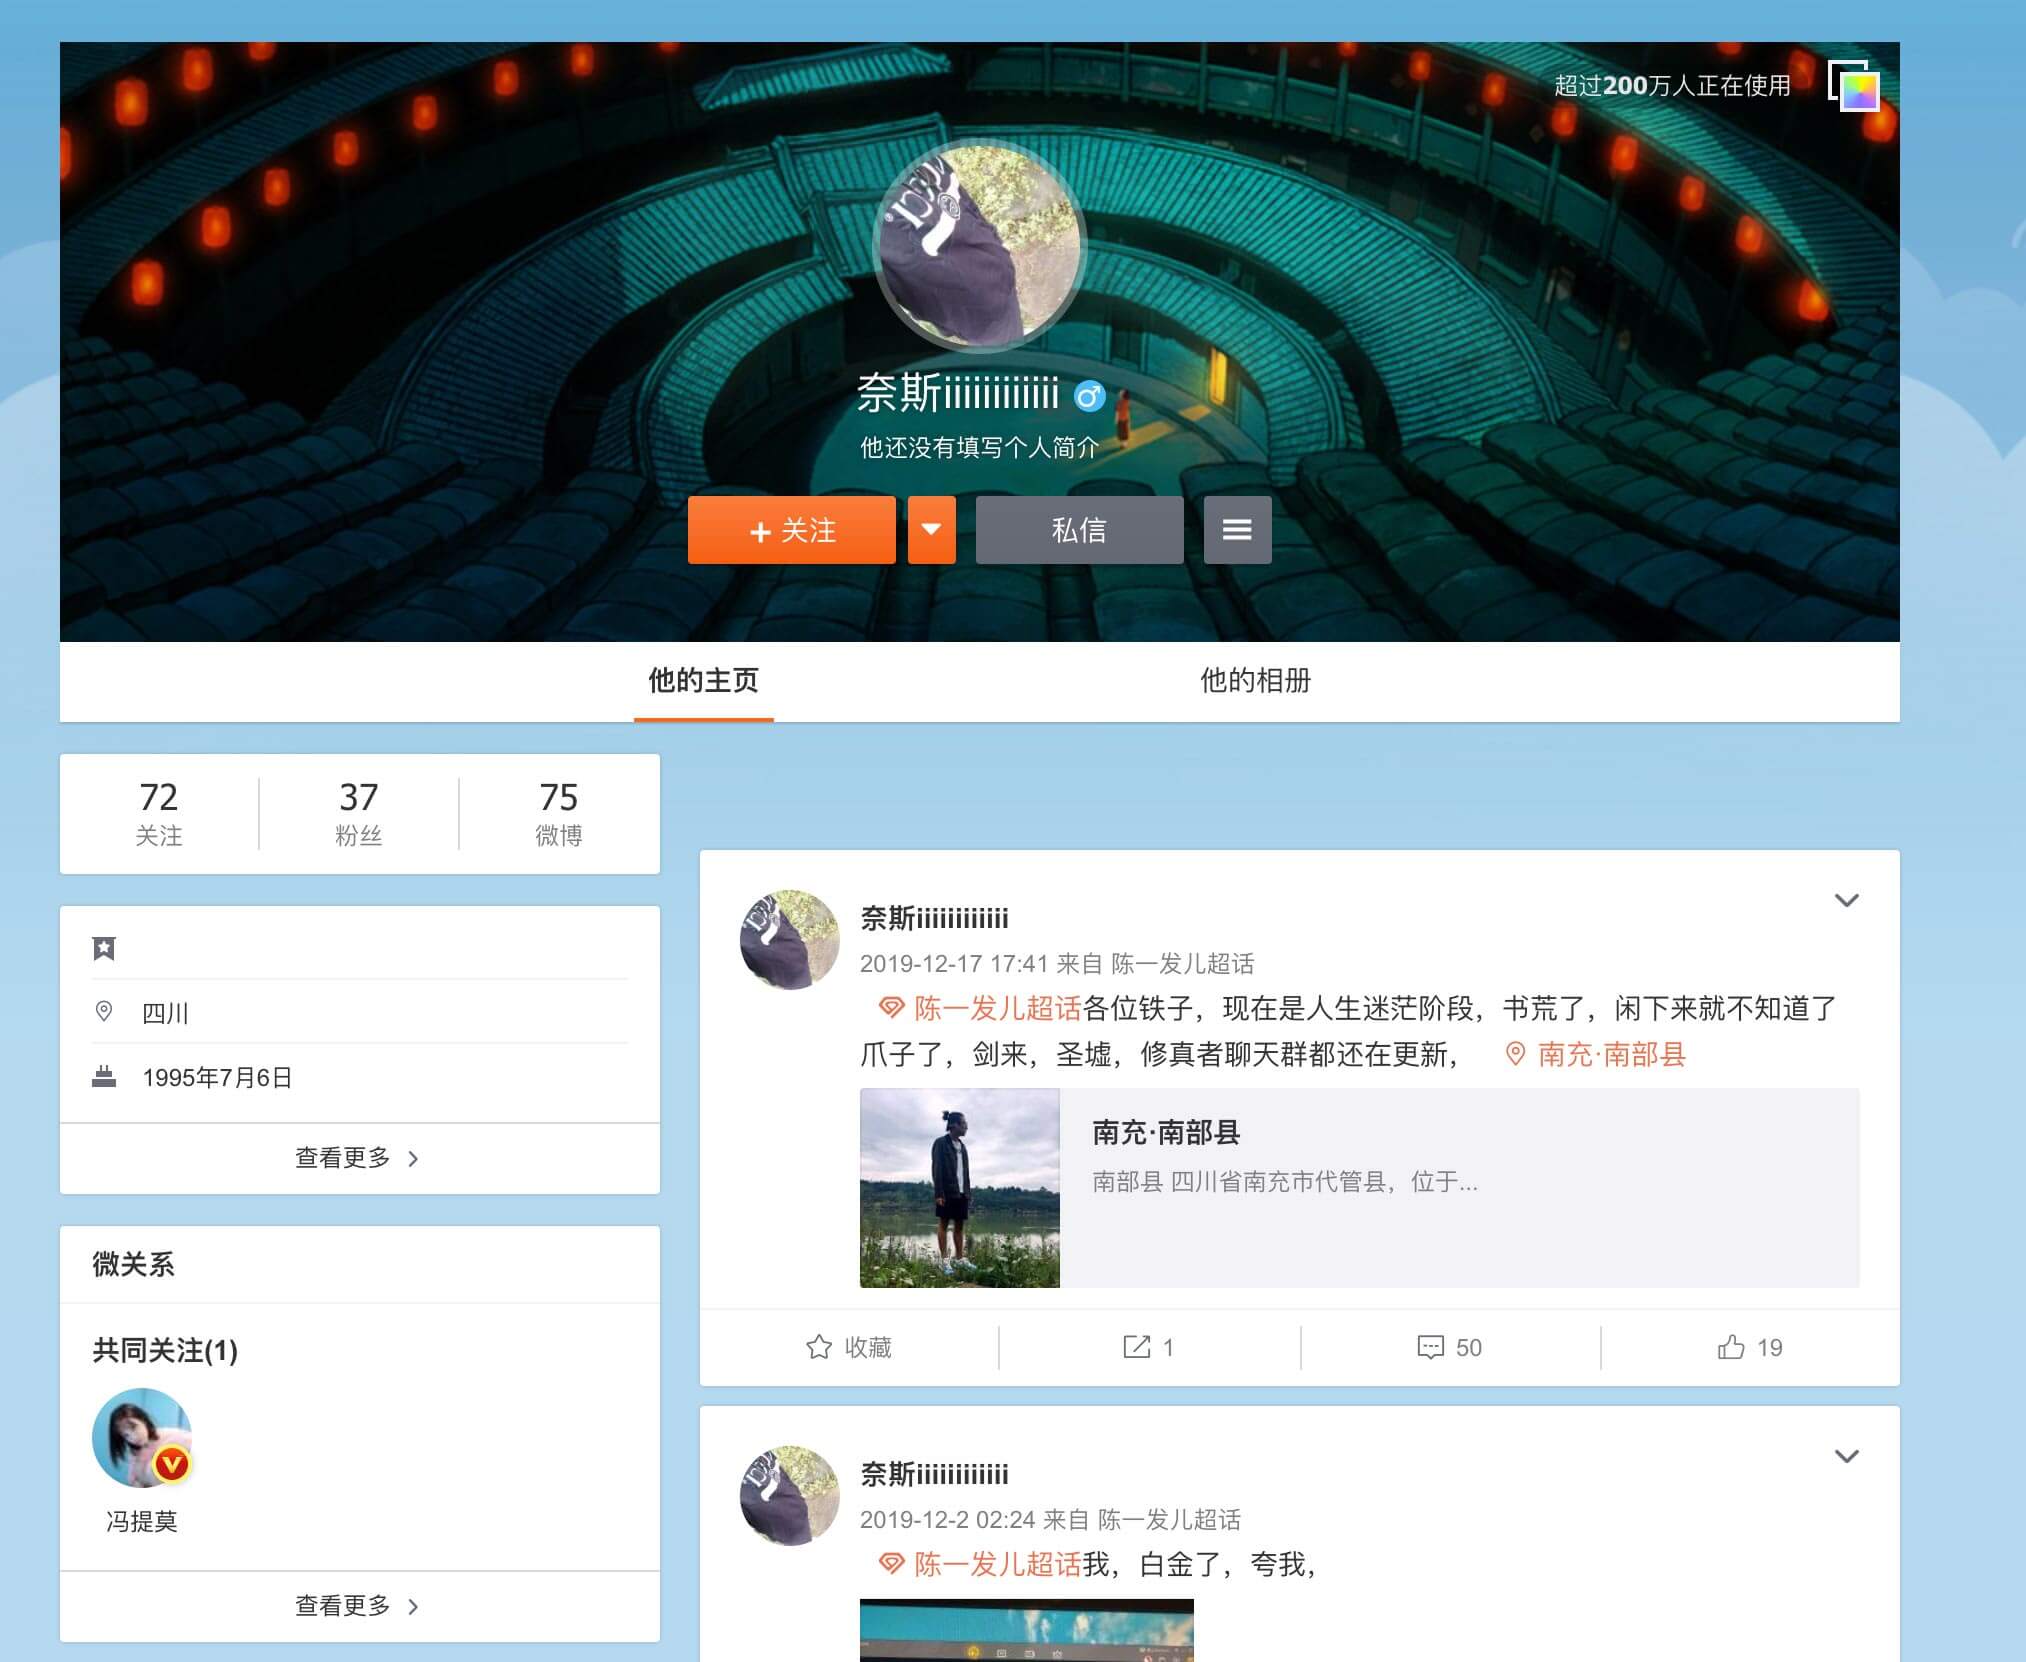 超过200万人正在使用
奈斯iiiiiiiiiiii
他还没有填写个人简介
+ 关注
私信
他的主页
他的相册
72
关注
37
粉丝
75
微博
四川
1995年7月6日
查看更多
微关系
共同关注(1)
冯提莫
查看更多
奈斯iiiiiiiiiiii
2019-12-17 17:41 来自 陈一发儿超话
陈一发儿超话各位铁子，现在是人生迷茫阶段，书荒了，闲下来就不知道了
爪子了，剑来，圣墟，修真者聊天群都还在更新， 南充·南部县
南充·南部县
南部县 四川省南充市代管县，位于...
收藏
1
50
19
奈斯iiiiiiiiiiii
2019-12-2 02:24 来自 陈一发儿超话
陈一发儿超话我，白金了，夸我，